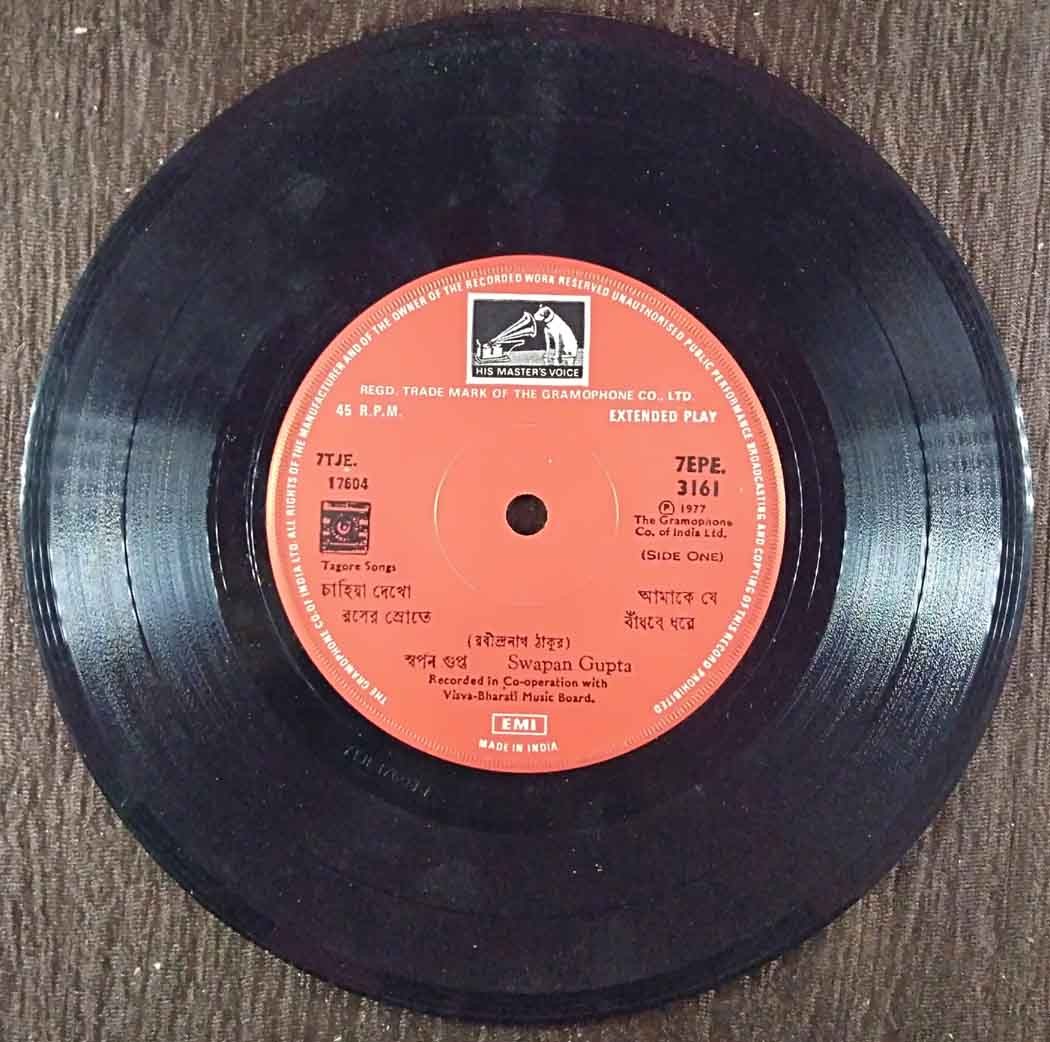 THE GRAMOPHONE CO. OF INDIA LTD ALL RIGHTS OF THE MANUFACTURER AND OF THE OWNER OF THE RECORDED WORK RESERVED UNAUTHORISED PUBLIC PERFORMANCE BROADCASTING AND COPYING OF THIS RECORD PROHIBITED
HIS MASTER'S VOICE
REGD. TRADE MARK OF THE GRAMOPHONE CO., LTD.
45 R.P.M. EXTENDED PLAY
7TJE. 7EPE.
17604 3161
℗ 1977
The Gramophone
Co. of India Ltd.
(SIDE ONE)
Tagore Songs
চাহিয়া দেখো আমাকে যে
রসের স্রোতে বাঁধবে ধরে
(রবীন্দ্রনাথ ঠাকুর)
স্বপন গুপ্ত Swapan Gupta
Recorded in Co-operation with
Visva-Bharati Music Board.
EMI
MADE IN INDIA